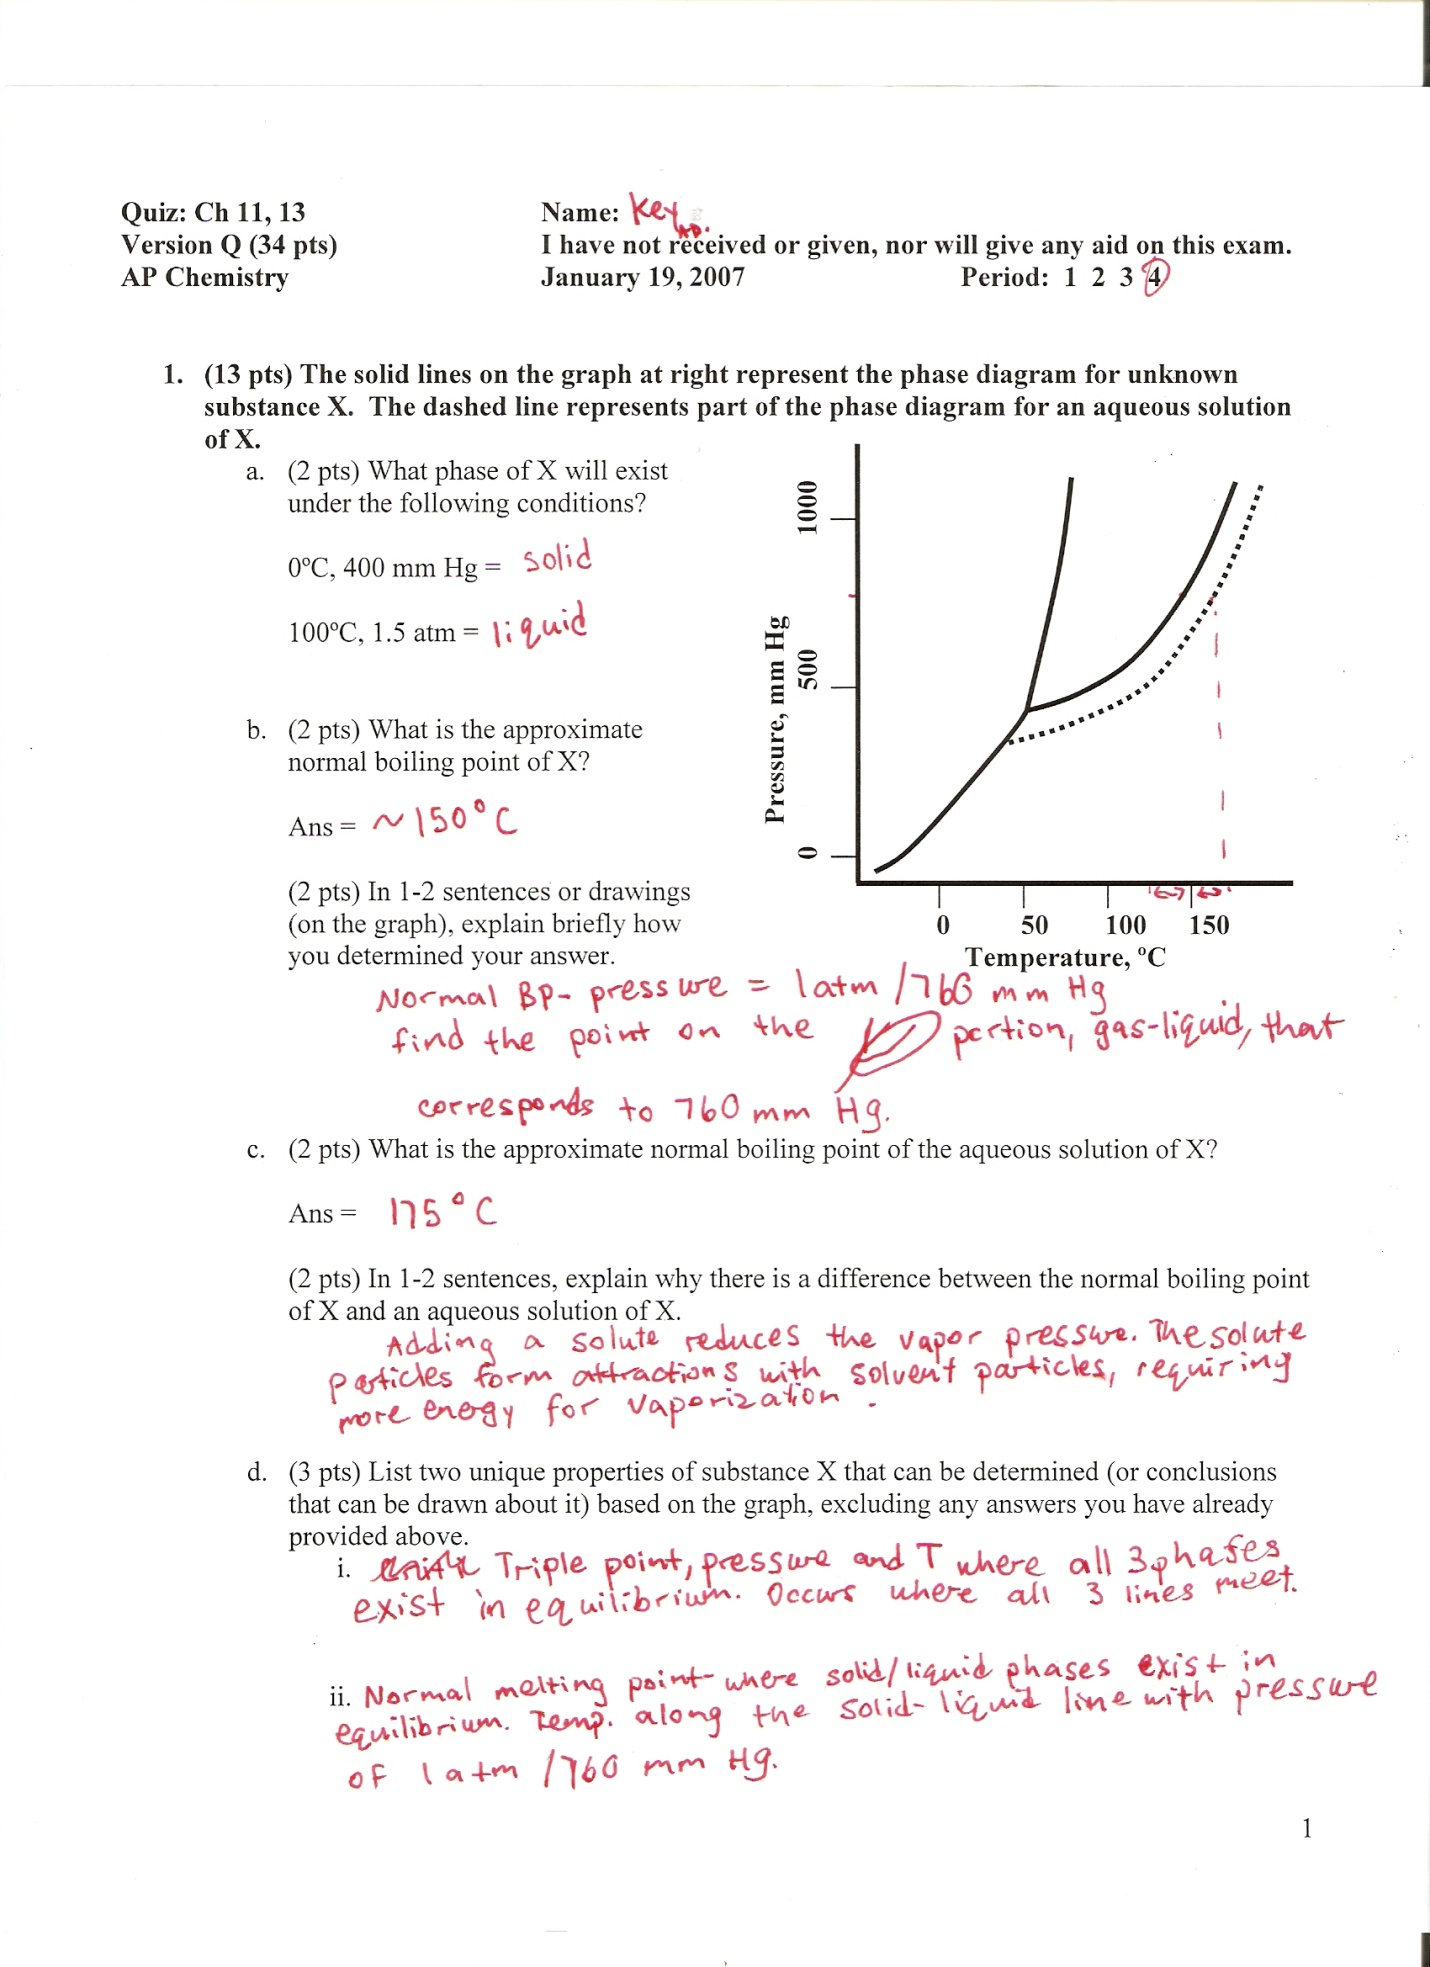 Quiz: Ch 11, 13
Name: Key
Version Q (34 pts)
I have not received or given, nor will give any aid on this exam.
AP Chemistry
January 19, 2007
Period: 1 2 3 4
1. (13 pts) The solid lines on the graph at right represent the phase diagram for unknown
substance X. The dashed line represents part of the phase diagram for an aqueous solution
of X.
a. (2 pts) What phase of X will exist
under the following conditions?
0ºC, 400 mm Hg = solid
100ºC, 1.5 atm = liquid
b. (2 pts) What is the approximate
normal boiling point of X?
Ans = ~150°C
(2 pts) In 1-2 sentences or drawings
(on the graph), explain briefly how
you determined your answer.
Pressure, mm Hg
1000
500
0
0 50 100 150
Temperature, ºC
Normal BP- pressure = 1atm /760 mm Hg
find the point on the portion, gas-liquid, that
corresponds to 760 mm Hg.
c. (2 pts) What is the approximate normal boiling point of the aqueous solution of X?
Ans = 175°C
(2 pts) In 1-2 sentences, explain why there is a difference between the normal boiling point
of X and an aqueous solution of X.
Adding a solute reduces the vapor pressure. The solute
particles form attractions with solvent particles, requiring
more enegy for vaporization.
d. (3 pts) List two unique properties of substance X that can be determined (or conclusions
that can be drawn about it) based on the graph, excluding any answers you have already
provided above.
i. Triple point, pressure and T where all 3 phases
exist in equilibrium. Occurs where all 3 lines meet.
ii. Normal melting point- where solid/liquid phases exist in
equilibrium. Temp. along the solid-liquid line with pressure
of 1 atm /760 mm Hg.
1